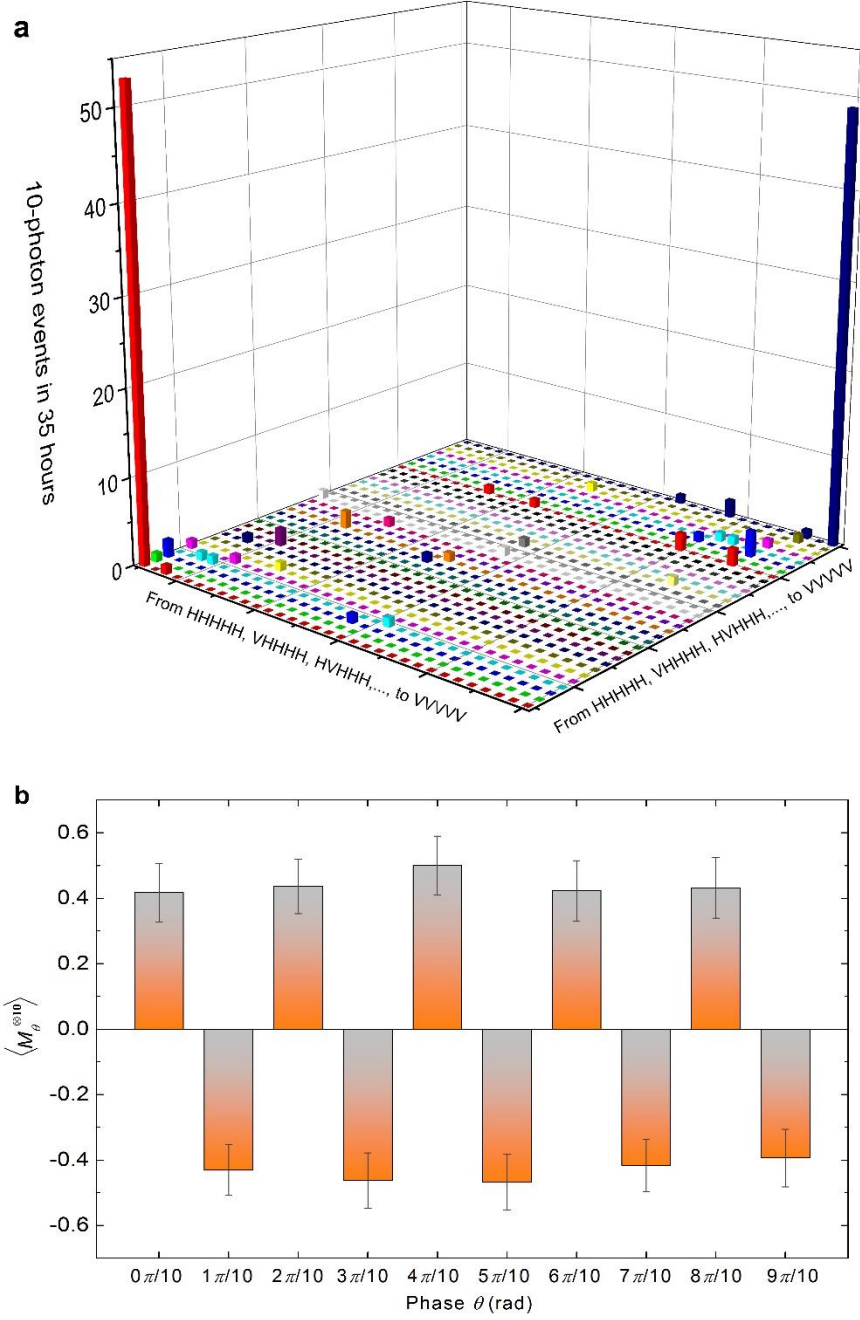 a
50
40
30
20
10
0
10-photon events in 35 hours
From HHHHH, VHHHH, HVHHH,..., to VVVVV
From HHHHH, VHHHH, HVHHH,..., to VVVVV
b
0.6
0.4
0.2
0.0
-0.2
-0.4
-0.6
⟨M_θ^⊗10⟩
0π/10 1π/10 2π/10 3π/10 4π/10 5π/10 6π/10 7π/10 8π/10 9π/10
Phase θ (rad)